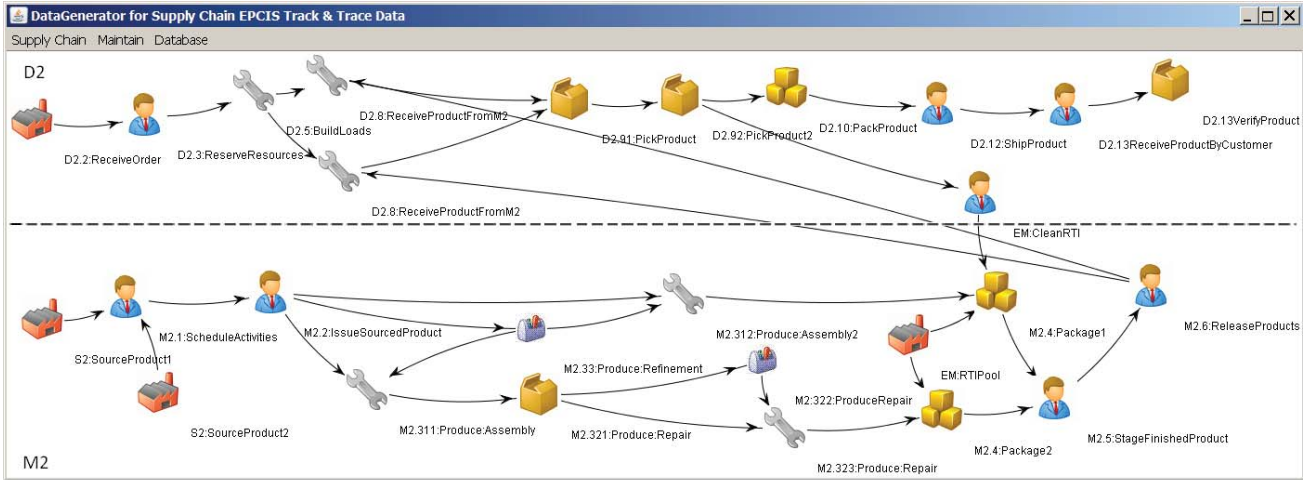 DataGenerator for Supply Chain EPCIS Track & Trace Data
Supply Chain Maintain Database
D2
D2.2:ReceiveOrder
D2.3:ReserveResources
D2.5:BuildLoads
D2.8:ReceiveProductFromM2
D2.8:ReceiveProductFromM2
D2.91:PickProduct
D2.92:PickProduct2
D2.10:PackProduct
D2.12:ShipProduct
D2.13ReceiveProductByCustomer
D2.13VerifyProduct
EM:CleanRTI
S2:SourceProduct1
M2.1:ScheduleActivities
M2.2:IssueSourcedProduct
M2.312:Produce:Assembly2
M2.4:Package1
M2.6:ReleaseProducts
M2.33:Produce:Refinement
EM:RTIPool
S2:SourceProduct2
M2.311:Produce:Assembly
M2.321:Produce:Repair
M2:322:ProduceRepair
M2.323:Produce:Repair
M2.4:Package2
M2.5:StageFinishedProduct
M2